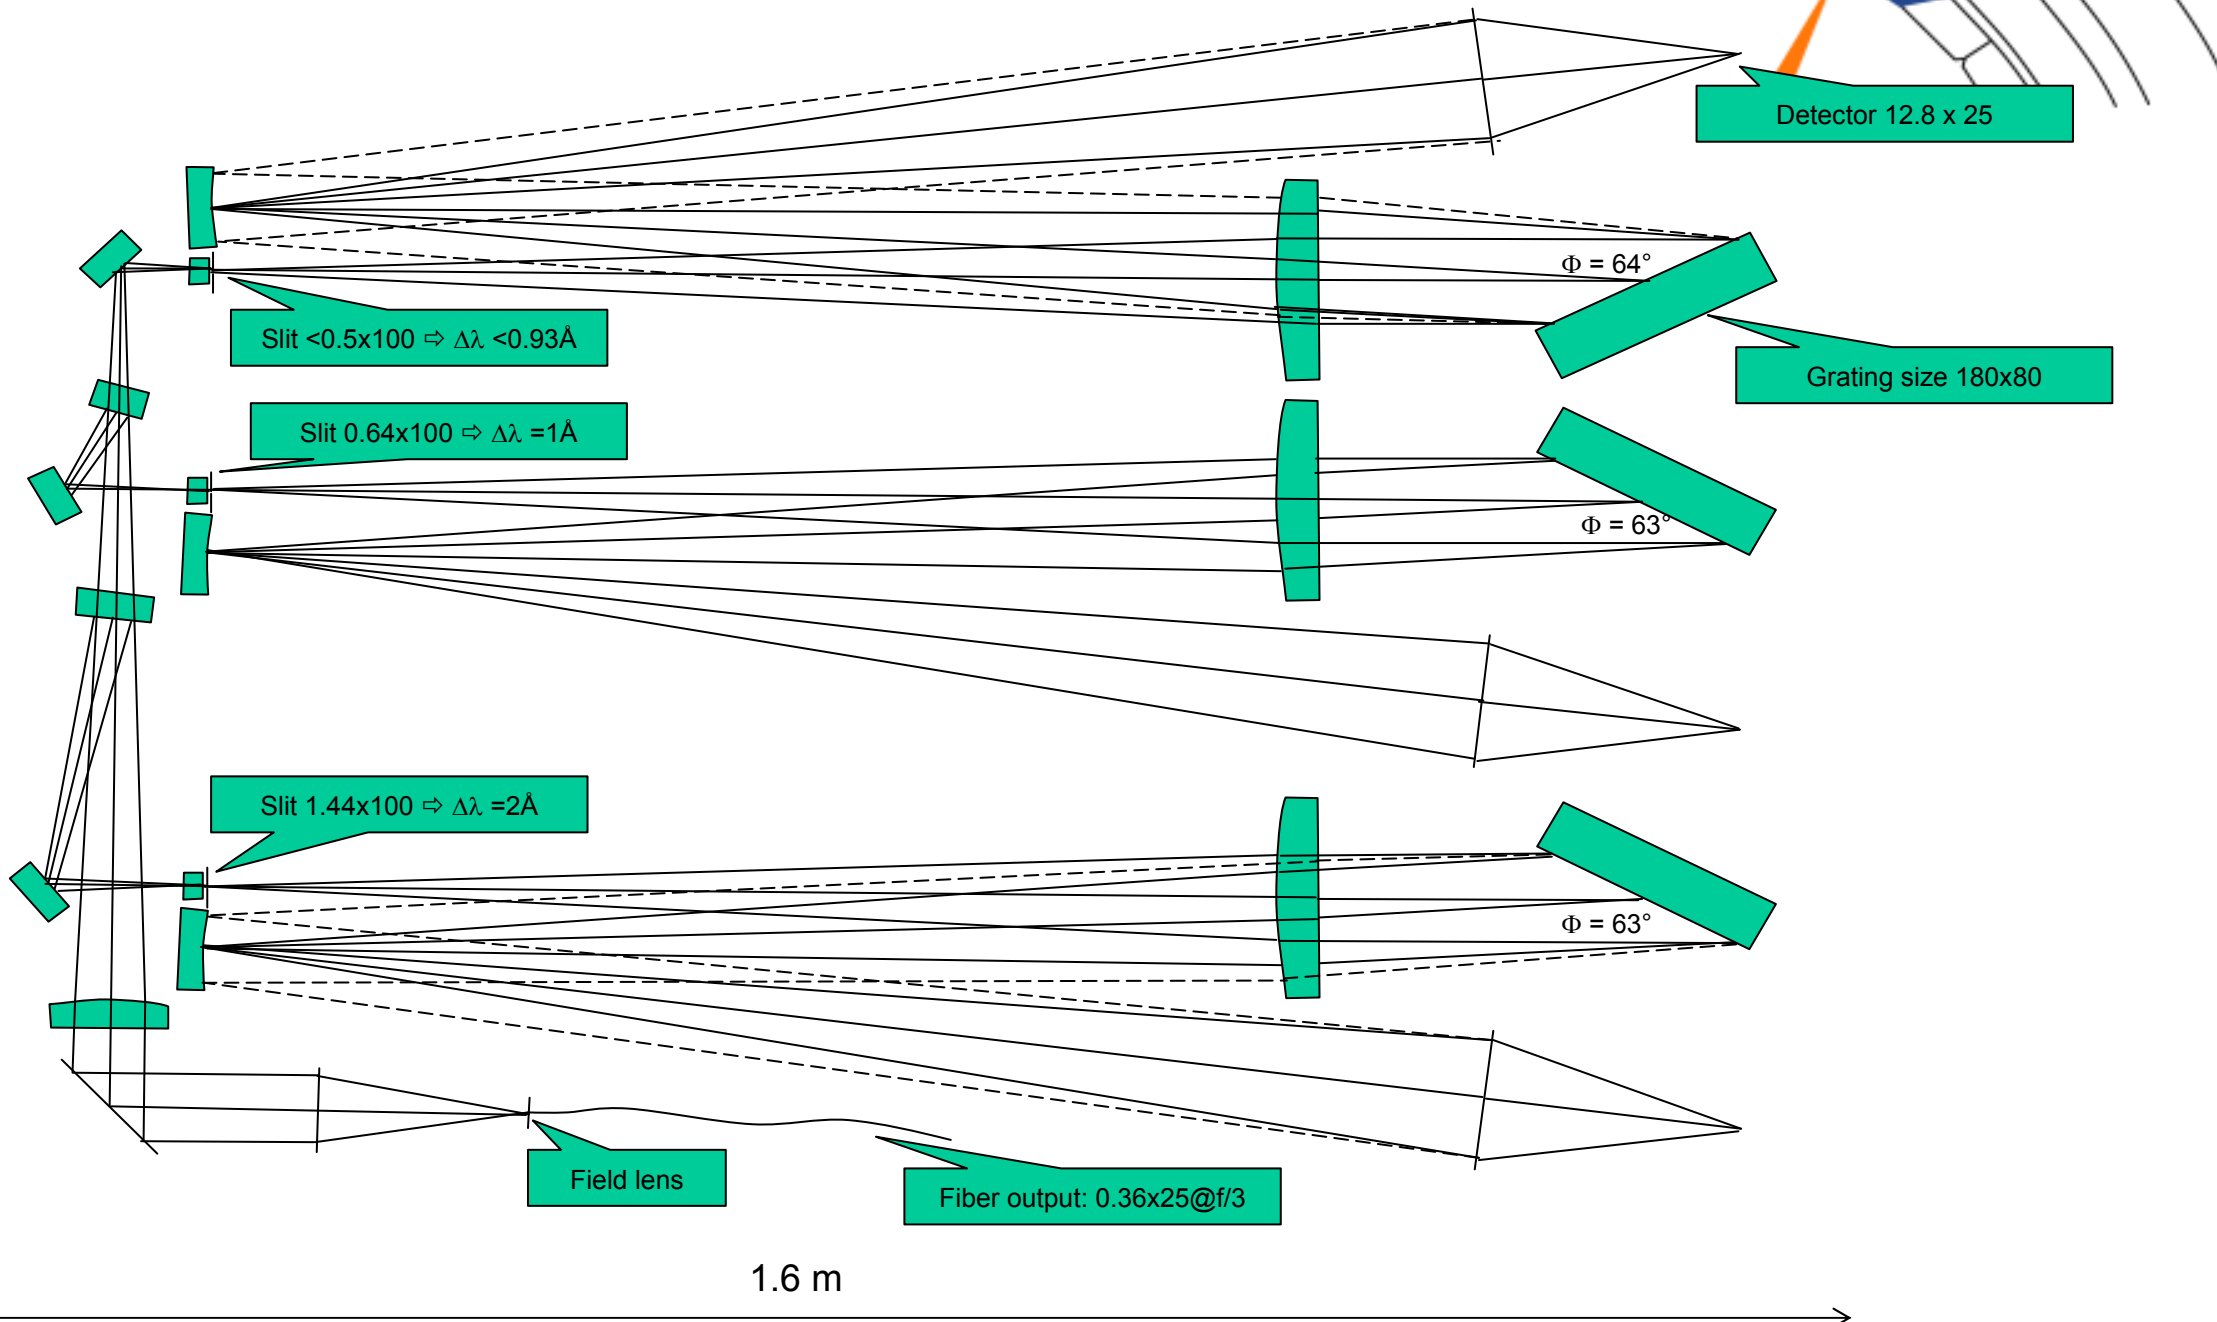 Detector 12.8 x 25
Φ = 64°
Slit <0.5x100 ⇨ Δλ <0.93Å
Grating size 180x80
Slit 0.64x100 ⇨ Δλ =1Å
Φ = 63°
Slit 1.44x100 ⇨ Δλ =2Å
Φ = 63°
Field lens
Fiber output: 0.36x25@f/3
1.6 m